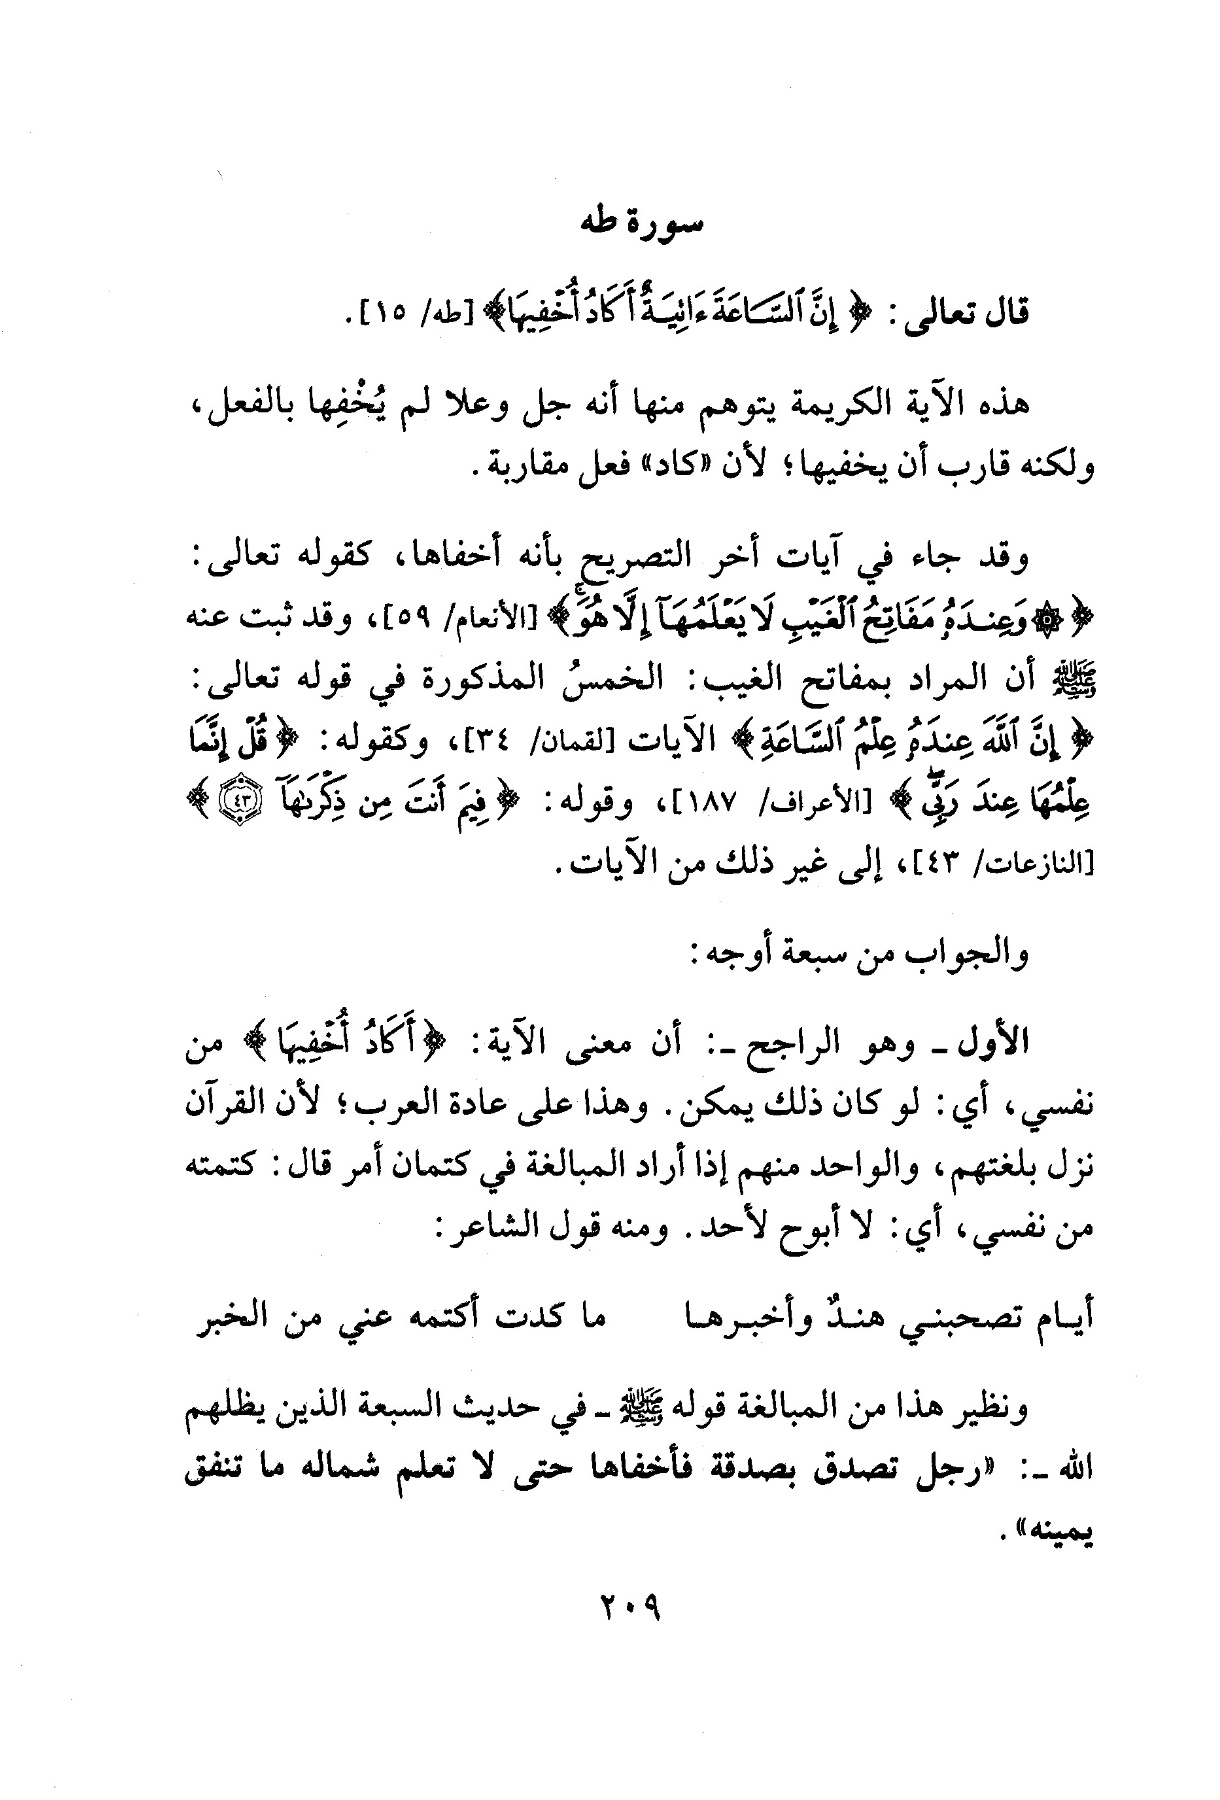 سورة طه
قال تعالى: ﴿ إِنَّ ٱلسَّاعَةَ ءَاتِيَةٌ أَكَادُ أُخْفِيهَا﴾ [طه/ ١٥].
هذه الآية الكريمة يتوهم منها أنه جل وعلا لم يُخْفِها بالفعل،
ولكنه قارب أن يخفيها؛ لأن «كاد» فعل مقاربة.
وقد جاء في آيات أخر التصريح بأنه أخفاها، كقوله تعالى:
﴿ ۞ وَعِندَهُۥ مَفَاتِحُ ٱلْغَيْبِ لَا يَعْلَمُهَآ إِلَّا هُوَۚ﴾ [الأنعام/ ٥٩]، وقد ثبت عنه
ﷺ أن المراد بمفاتح الغيب: الخمسُ المذكورة في قوله تعالى:
﴿ إِنَّ ٱللَّهَ عِندَهُۥ عِلْمُ ٱلسَّاعَةِ﴾ الآيات [لقمان/ ٣٤]، وكقوله: ﴿ قُلْ إِنَّمَا
عِلْمُهَا عِندَ رَبِّىۖ ﴾ [الأعراف/ ١٨٧]، وقوله: ﴿ فِيمَ أَنتَ مِن ذِكْرَىٰهَآ ٤٣ ﴾
[النازعات/ ٤٣]، إلى غير ذلك من الآيات.
والجواب من سبعة أوجه:
الأول ـ وهو الراجح ـ: أن معنى الآية: ﴿أَكَادُ أُخْفِيهَا ﴾ من
نفسي، أي: لو كان ذلك يمكن. وهذا على عادة العرب؛ لأن القرآن
نزل بلغتهم، والواحد منهم إذا أراد المبالغة في كتمان أمر قال: كتمته
من نفسي، أي: لا أبوح لأحد. ومنه قول الشاعر:
أيـام تصحبنـي هنـدٌ وأخبـرهـا ما كدت أكتمه عني من الخبر
ونظير هذا من المبالغة قوله ﷺ ـ في حديث السبعة الذين يظلهم
الله ـ: «رجل تصدق بصدقة فأخفاها حتى لا تعلم شماله ما تنفق
يمينه».
٢٠٩